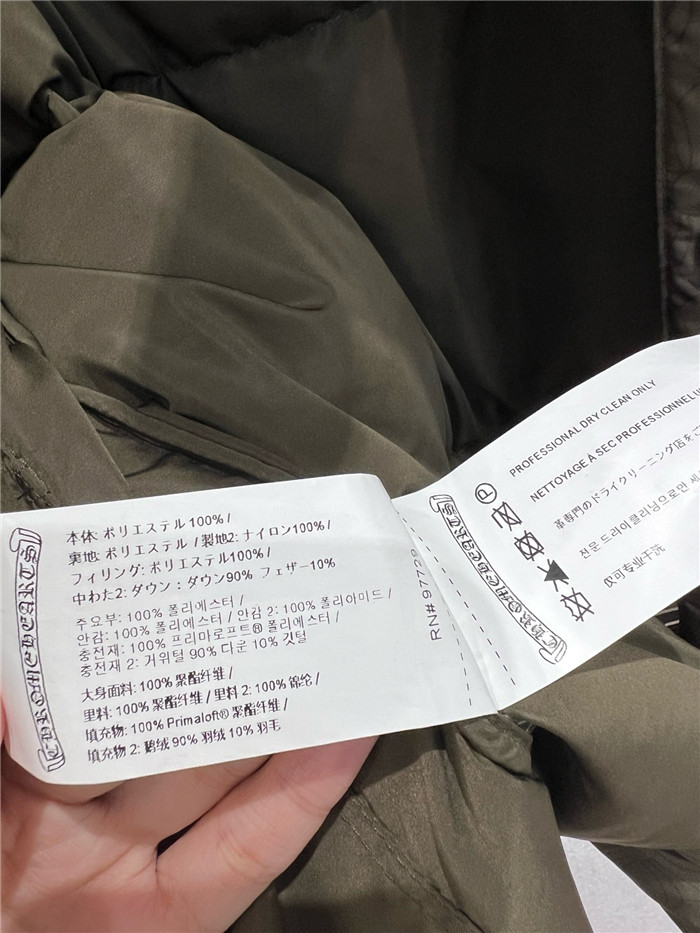 CHROME HEARTS
本体: ポリエステル 100% /
裏地: ポリエステル / 製地2: ナイロン100% /
フィリング: ポリエステル100% /
中わた2: ダウン : ダウン90% フェザー10%
주요부: 100% 폴리에스터 /
안감: 100% 폴리에스터 / 안감 2: 100% 폴리아미드 /
충전재: 100% 프리마로프트® 폴리에스터 /
충전재 2: 거위털 90% 다운 10% 깃털
大身面料: 100% 聚酯纤维 /
里料: 100% 聚酯纤维 / 里料 2: 100% 锦纶 /
填充物: 100% Primaloft® 聚酯纤维 /
填充物 2: 鹅绒 90% 羽绒 10% 羽毛
CHROME HEARTS
P
PROFESSIONAL DRY CLEAN ONLY
NETTOYAGE À SEC PROFESSIONNEL
革専門のドライクリーニング店を
전문 드라이클리닝으로만 세
仅可专业干洗